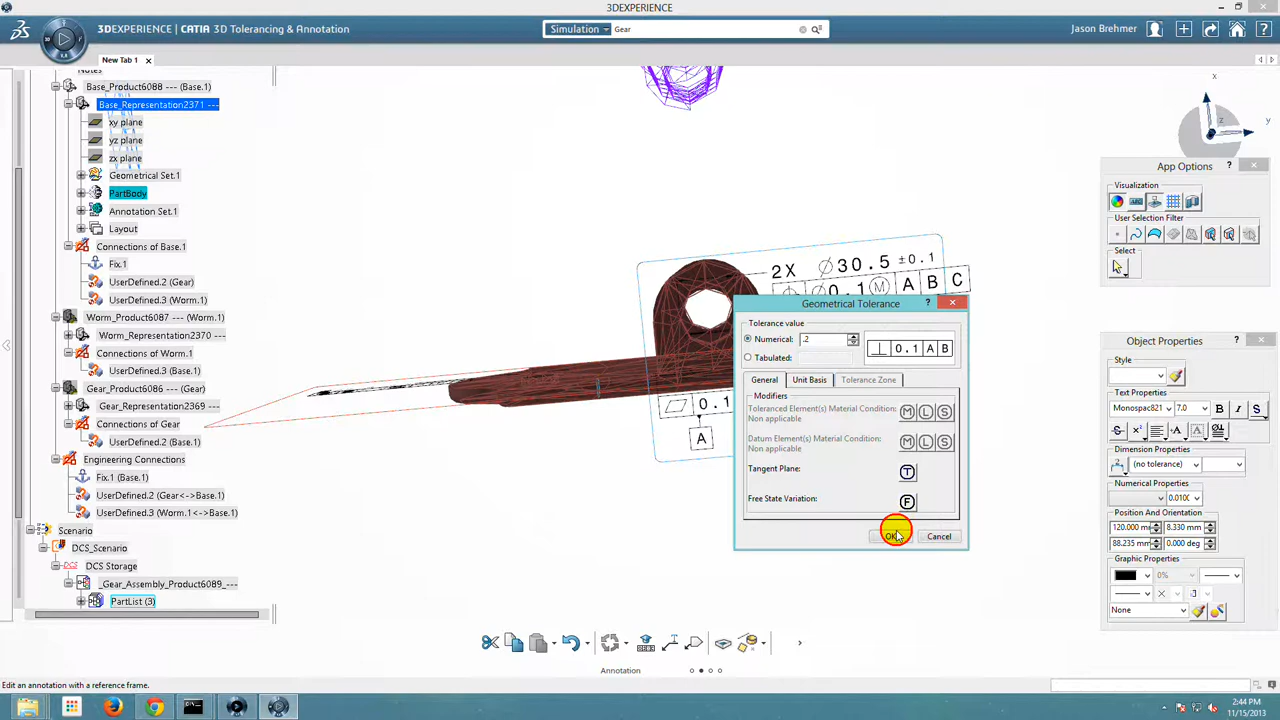 3DEXPERIENCE
3DEXPERIENCE | CATIA 3D Tolerancing & Annotation
Simulation
Gear
Jason Brehmer
New Tab 1
Notes
Base_Product6088 --- (Base.1)
Base_Representation2371 ---
xy plane
yz plane
zx plane
Geometrical Set.1
PartBody
Annotation Set.1
Layout
Connections of Base.1
Fix.1
UserDefined.2 (Gear)
UserDefined.3 (Worm.1)
Worm_Product6087 --- (Worm.1)
Worm_Representation2370 ---
Connections of Worm.1
UserDefined.3 (Base.1)
Gear_Product6086 --- (Gear)
Gear_Representation2369 ---
Connections of Gear
UserDefined.2 (Base.1)
Engineering Connections
Fix.1 (Base.1)
UserDefined.2 (Gear<->Base.1)
UserDefined.3 (Worm.1<->Base.1)
Scenario
DCS_Scenario
DCS Storage
_Gear_Assembly_Product6089_---
PartList (3)
2X Ø30.5 ±0.1
Ø0.1 Ⓜ A B C
0.1
A
Geometrical Tolerance
Tolerance value
Numerical: .2
⊥ 0.1 A B
Tabulated:
General
Unit Basis
Tolerance Zone
Modifiers
Toleranced Element(s) Material Condition:
Not applicable
M L S
Datum Element(s) Material Condition:
Non applicable
M L S
Tangent Plane:
T
Free State Variation:
F
OK
Cancel
x
y
z
App Options
Visualization
User Selection Filter
Select
Object Properties
Style
Text Properties
Monospac821
7.0
B
I
S
Dimension Properties
(no tolerance)
Numerical Properties
0.0100
Position And Orientation
120.000 mm
8.330 mm
88.235 mm
0.000 deg
Graphic Properties
0%
None
Annotation
Edit an annotation with a reference frame.
2:44 PM
11/15/2013